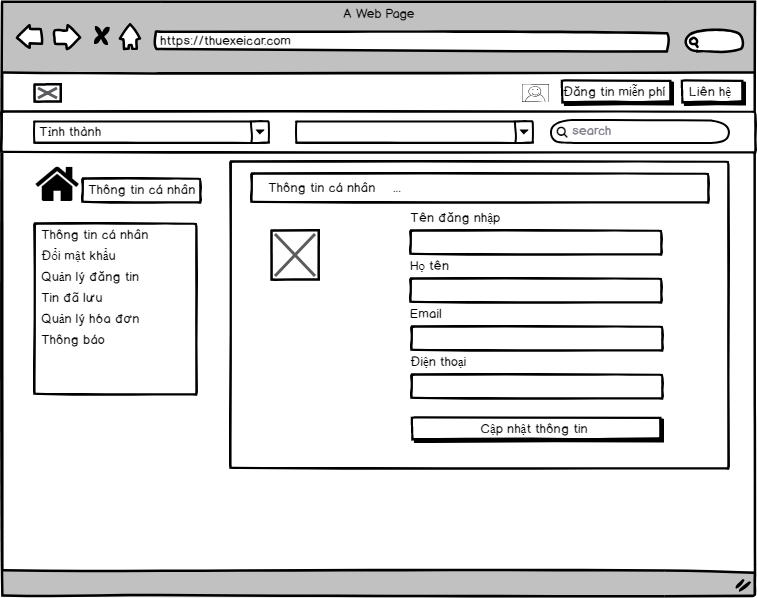 A Web Page
https://thuexeicar.com
Đăng tin miễn phí
Liên hệ
Tỉnh thành
search
Thông tin cá nhân
Thông tin cá nhân
Đổi mật khẩu
Quản lý đăng tin
Tin đã lưu
Quản lý hóa đơn
Thông báo
Thông tin cá nhân ...
Tên đăng nhập
Họ tên
Email
Điện thoại
Cập nhật thông tin